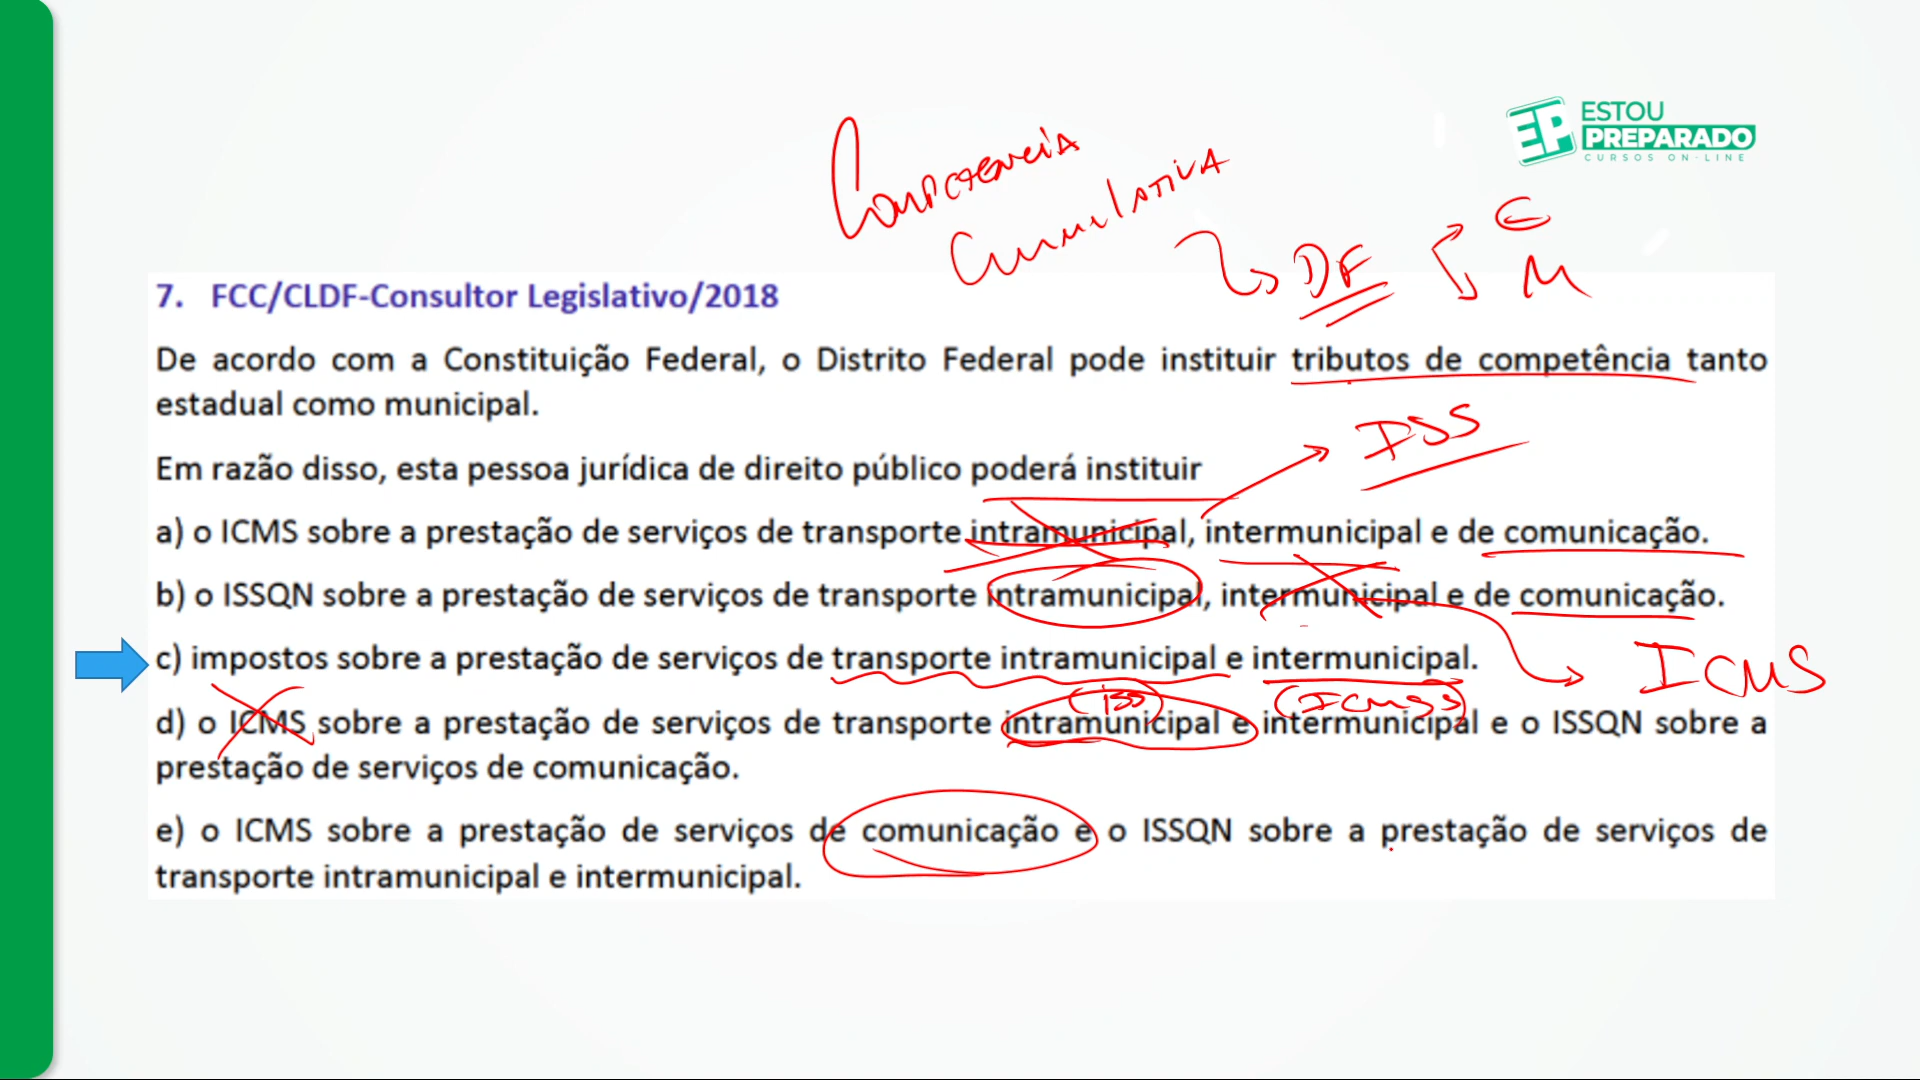 ESTOU
EP PREPARADO
CURSOS ON-LINE
Competencia
Cumulativa
DF
E
M
7. FCC/CLDF-Consultor Legislativo/2018
De acordo com a Constituição Federal, o Distrito Federal pode instituir tributos de competência tanto
estadual como municipal.
ISS
Em razão disso, esta pessoa jurídica de direito público poderá instituir
a) o ICMS sobre a prestação de serviços de transporte intramunicipal, intermunicipal e de comunicação.
b) o ISSQN sobre a prestação de serviços de transporte intramunicipal, intermunicipal e de comunicação.
c) impostos sobre a prestação de serviços de transporte intramunicipal e intermunicipal.
ICMS
(iss) (ICMSS)
d) o ICMS sobre a prestação de serviços de transporte intramunicipal e intermunicipal e o ISSQN sobre a
prestação de serviços de comunicação.
e) o ICMS sobre a prestação de serviços de comunicação e o ISSQN sobre a prestação de serviços de
transporte intramunicipal e intermunicipal.